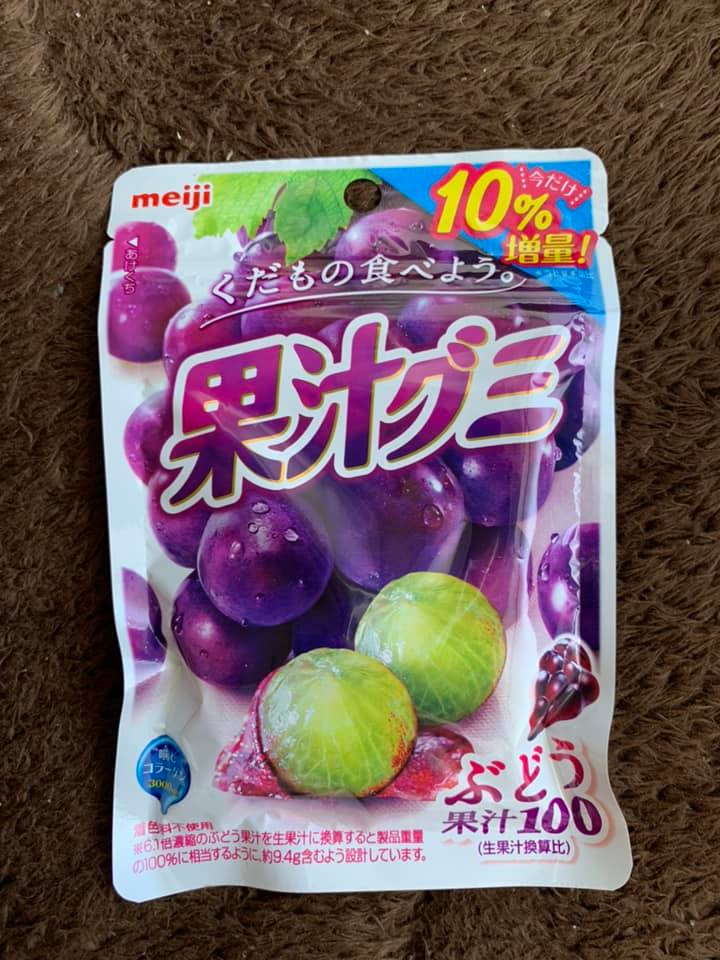 meiji
今だけ
10%
増量!
◀あけくち
くだもの食べよう。
果汁グミ
コラーゲン
ぶどう
果汁100
(生果汁換算比)
着色料不使用
※6.1倍濃縮のぶどう果汁を生果汁に換算すると製品重量
の100%に相当するように、約9.4g含むよう設計しています。